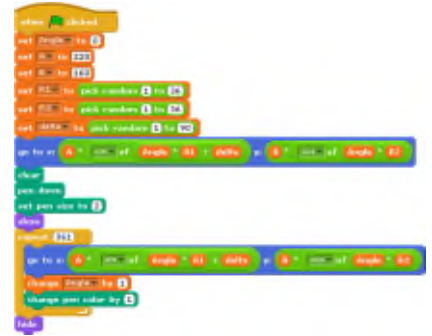 when clicked
set Angle to 0
set A to 220
set B to 160
set R1 to pick random 1 to 36
set R2 to pick random 1 to 36
set delta to pick random 1 to 90
go to x: A * of Angle * R1 + delta y: B * of Angle * R2
clear
pen down
set pen size to 2
show
repeat 361
go to x: A * of Angle * R1 + delta y: B * of Angle * R2
change Angle by 1
change pen color by 1
hide